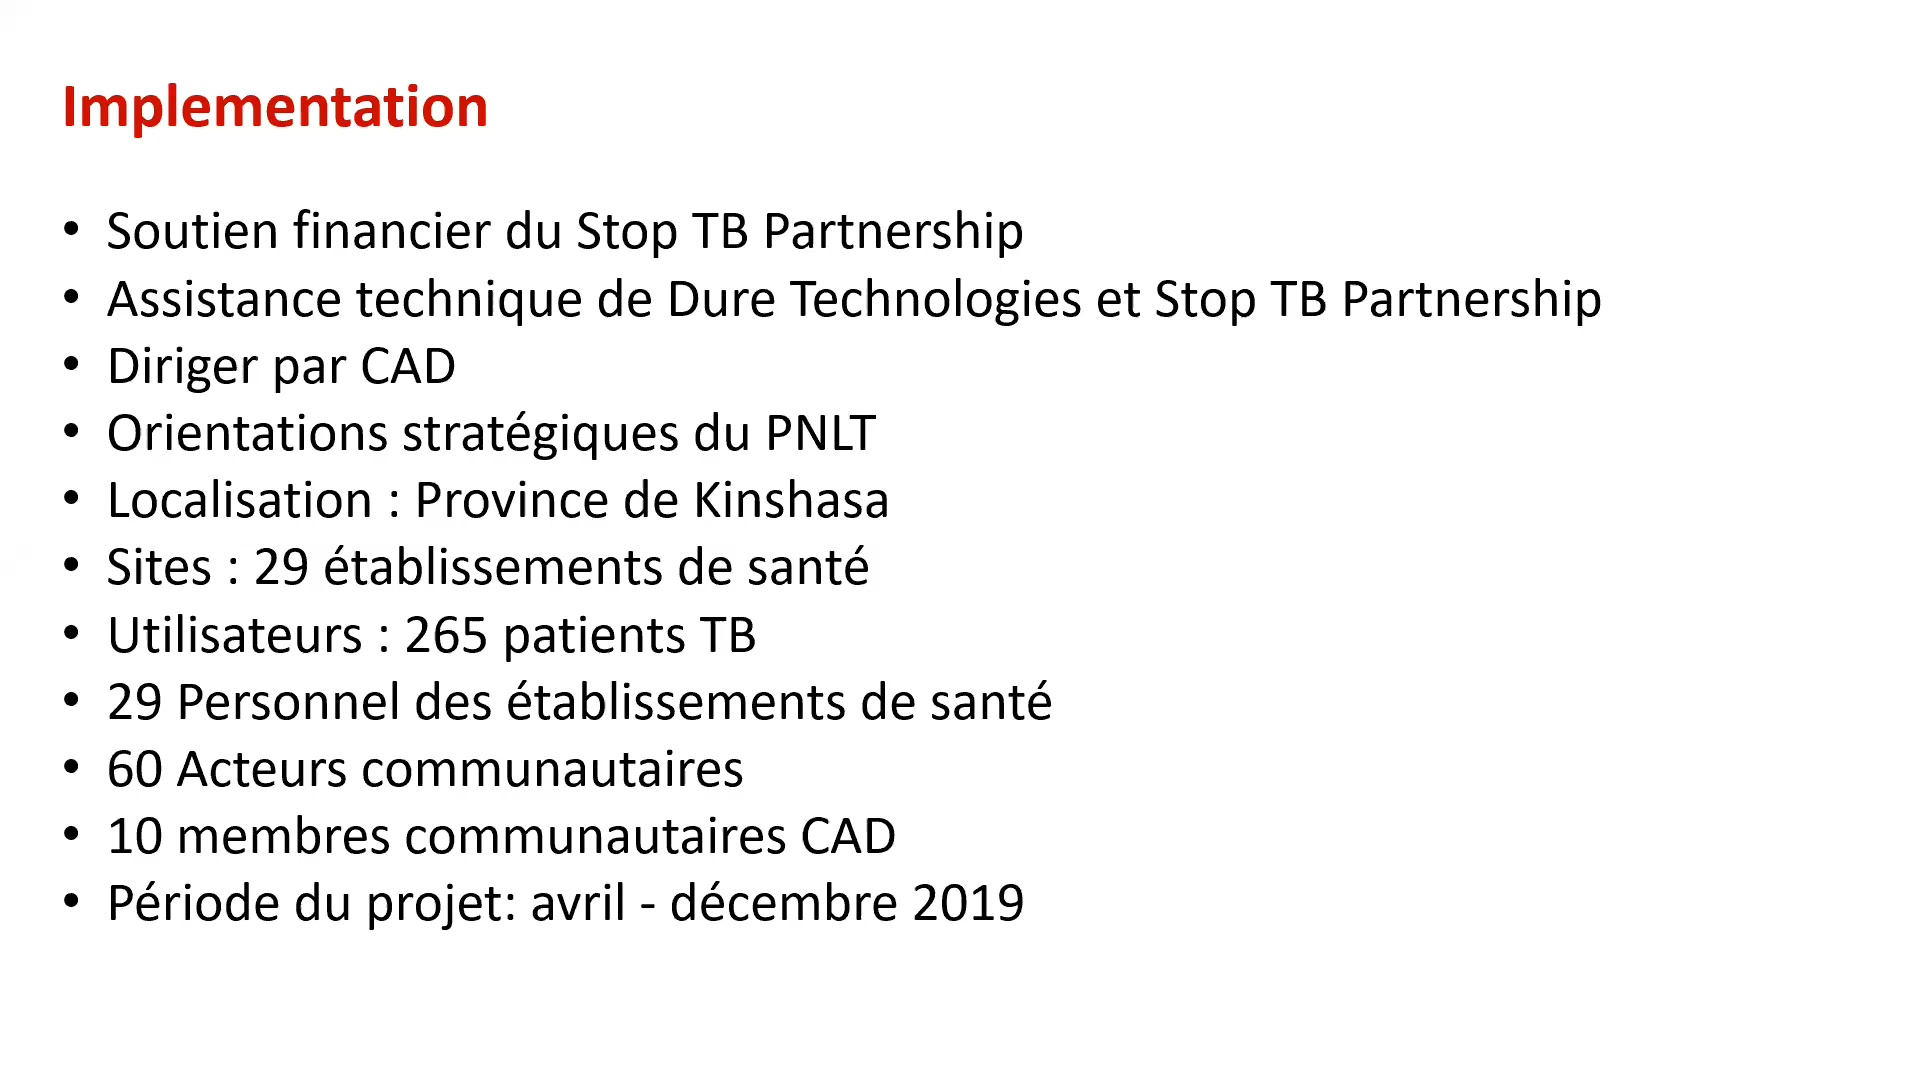 Implementation
• Soutien financier du Stop TB Partnership
• Assistance technique de Dure Technologies et Stop TB Partnership
• Diriger par CAD
• Orientations stratégiques du PNLT
• Localisation : Province de Kinshasa
• Sites : 29 établissements de santé
• Utilisateurs : 265 patients TB
• 29 Personnel des établissements de santé
• 60 Acteurs communautaires
• 10 membres communautaires CAD
• Période du projet: avril - décembre 2019